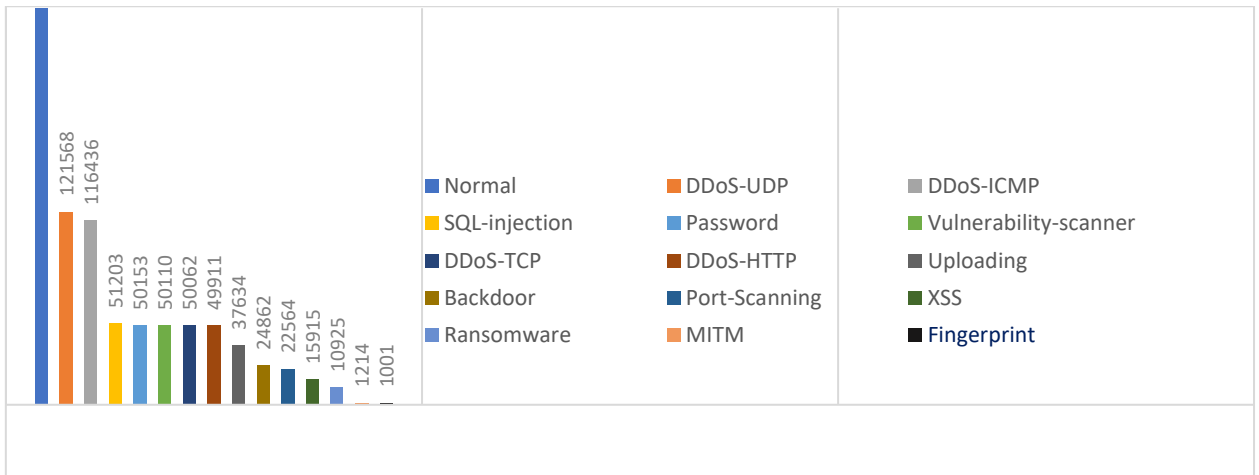 121568
116436
51203
50153
50110
50062
49911
37634
24862
22564
15915
10925
1214
1001
Normal DDoS-UDP DDoS-ICMP
SQL-injection Password Vulnerability-scanner
DDoS-TCP DDoS-HTTP Uploading
Backdoor Port-Scanning XSS
Ransomware MITM Fingerprint